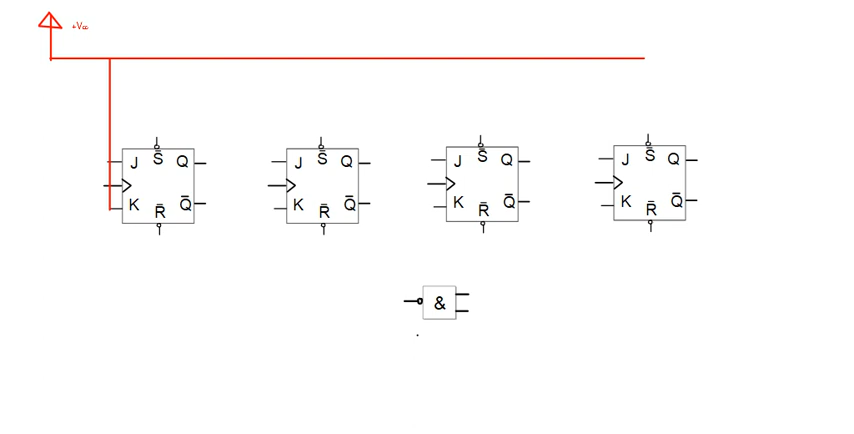 +Vcc
J S̅ Q J S̅ Q J S̅ Q J S̅ Q
K R̅ Q̅ K R̅ Q̅ K R̅ Q̅ K R̅ Q̅
&